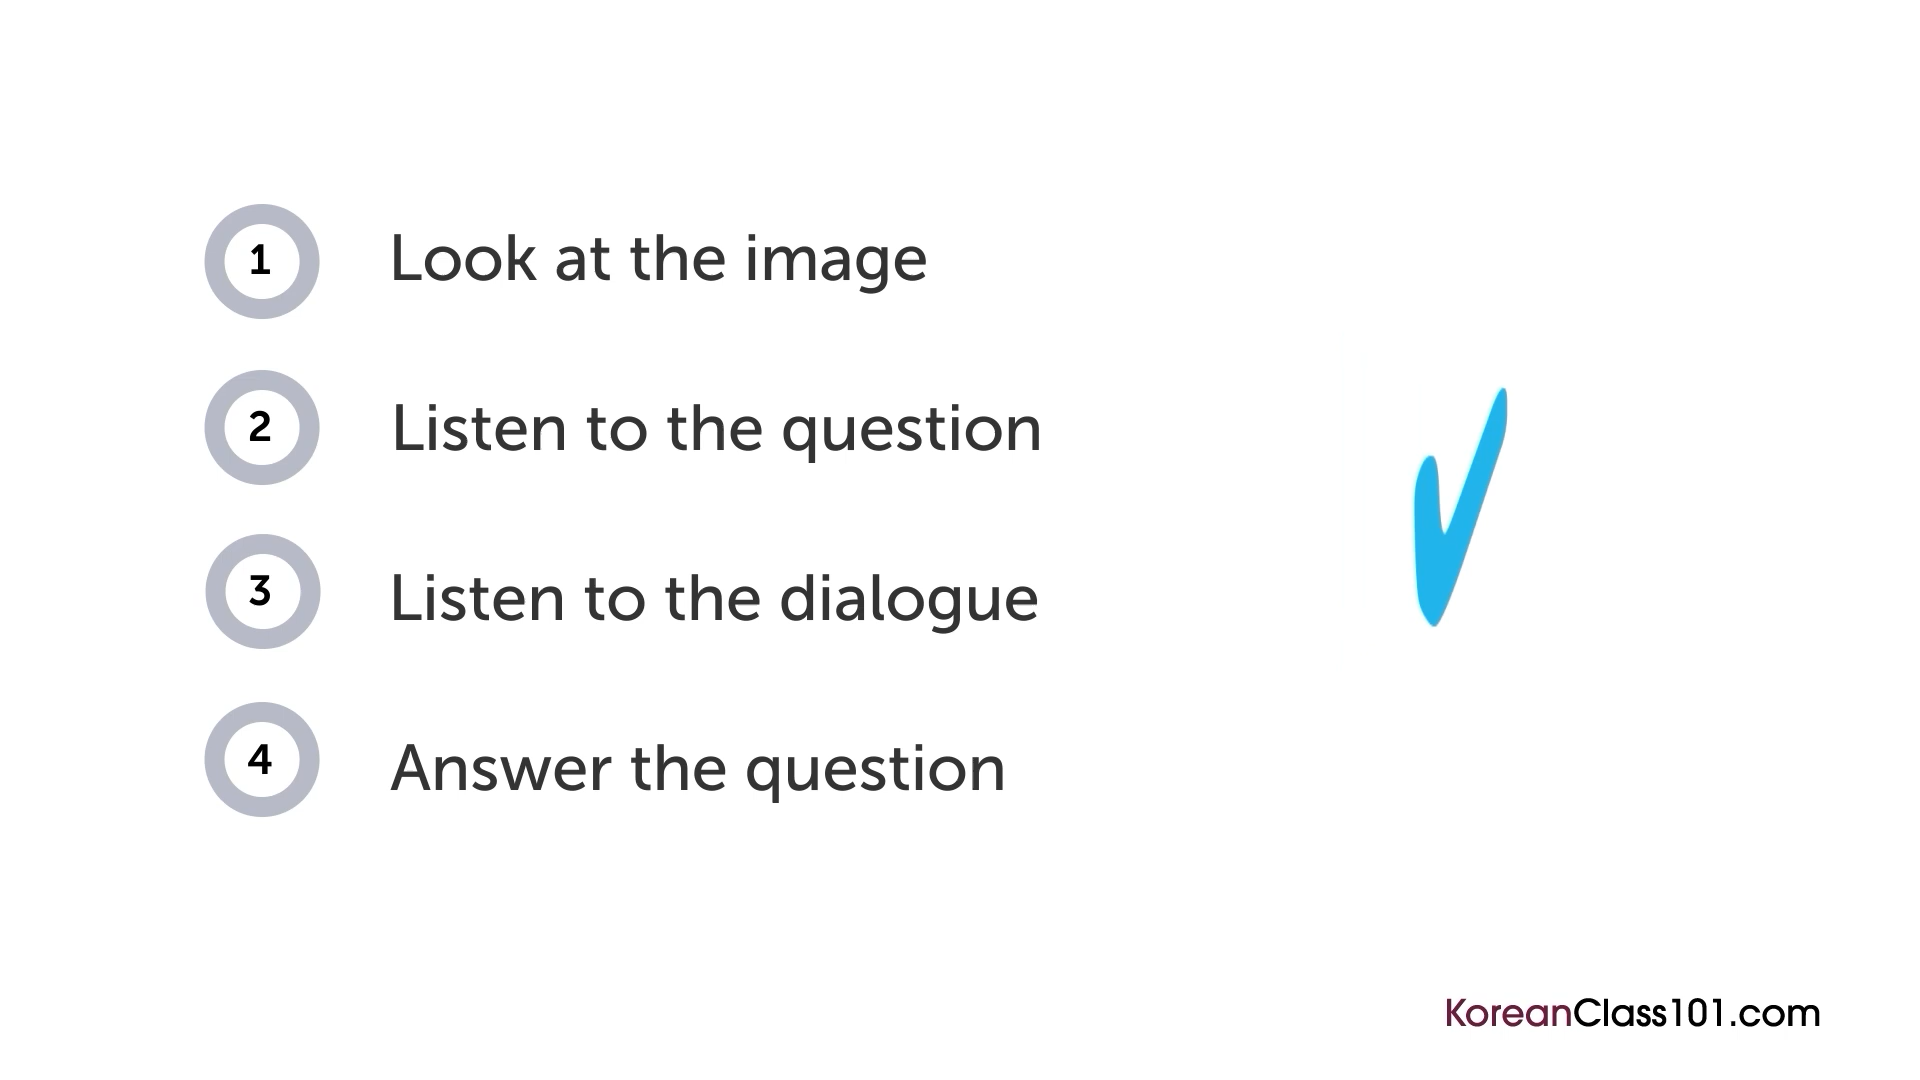 1 Look at the image
2 Listen to the question
3 Listen to the dialogue
4 Answer the question
KoreanClass101.com